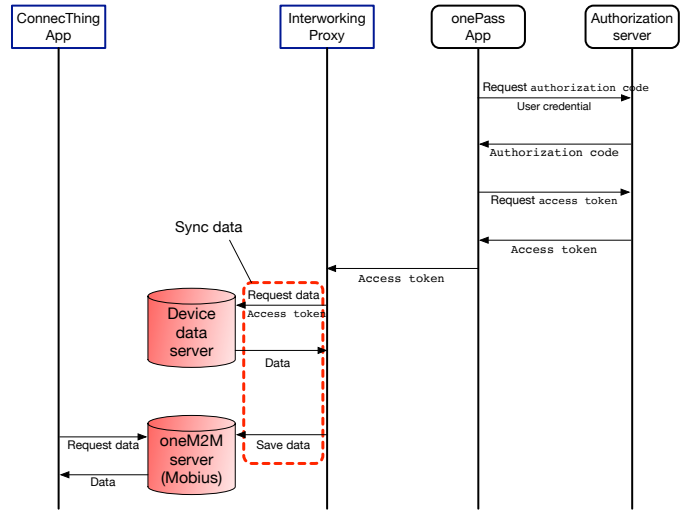 ConnecThing
App
Interworking
Proxy
onePass
App
Authorization
server
Request authorization code
User credential
Authorization code
Request access token
Access token
Sync data
Access token
Request data
Access token
Device
data
server
Data
oneM2M
server
(Mobius)
Request data
Save data
Data